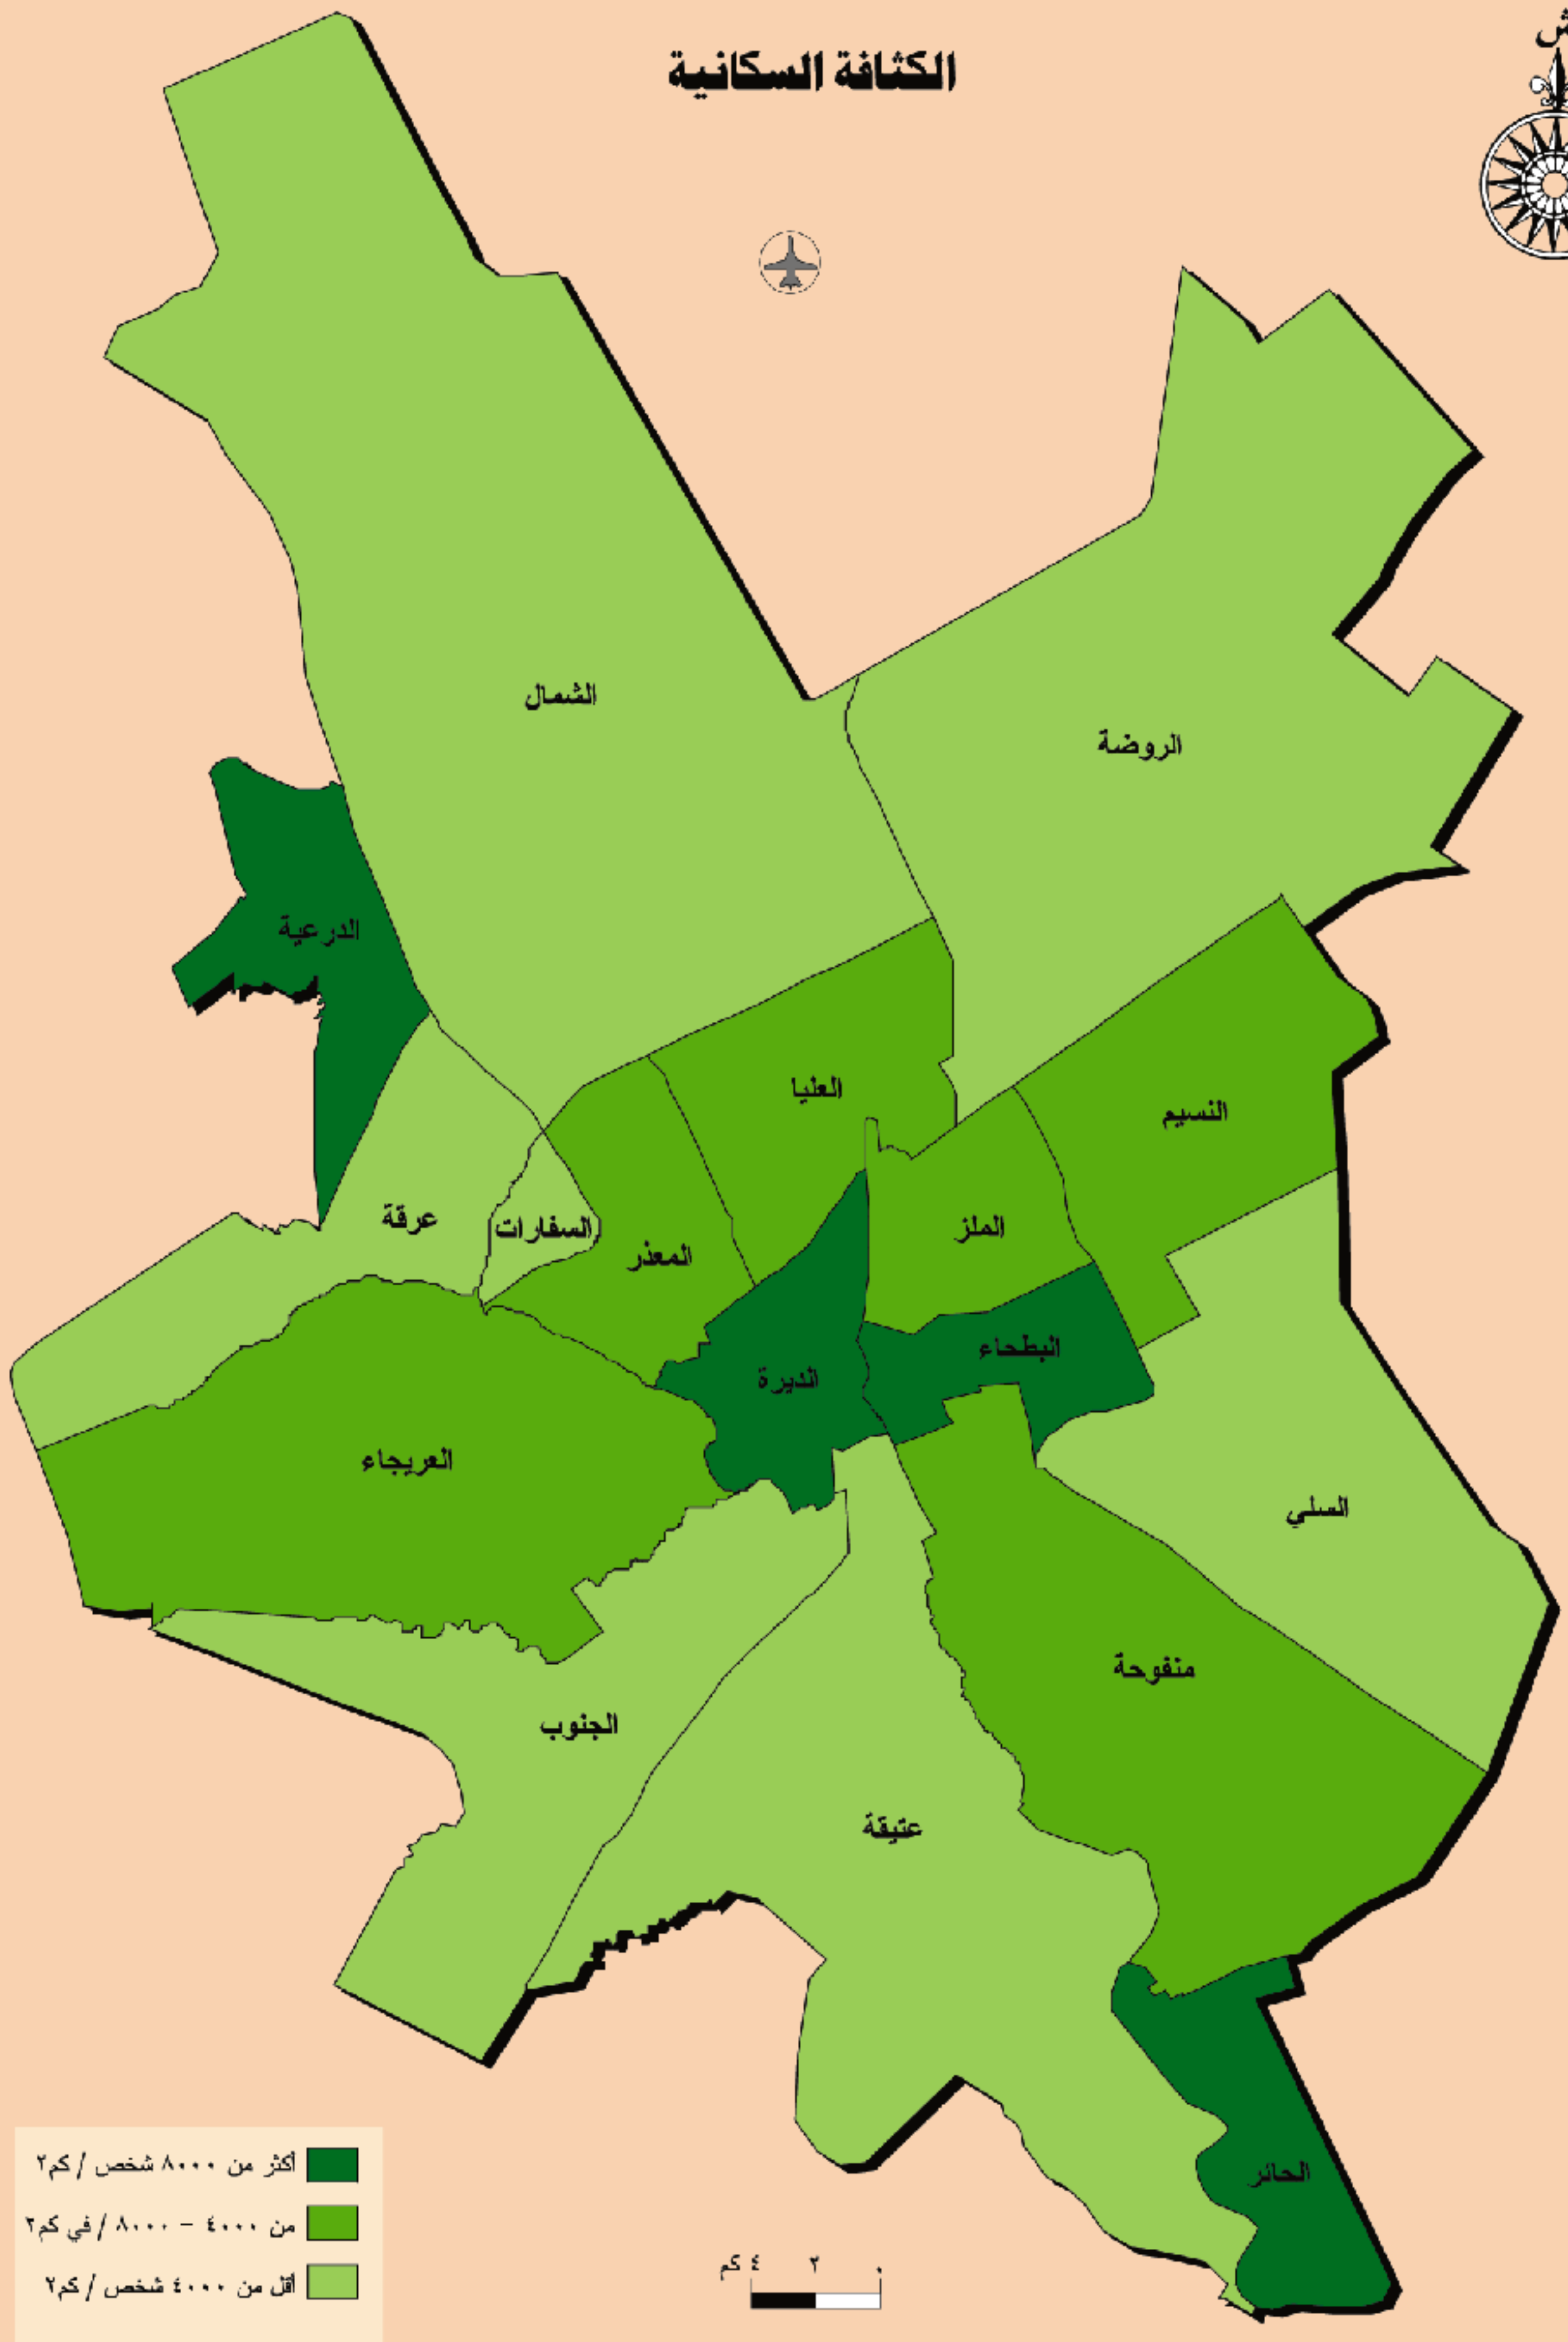 الكثافة السكانية
ش
الشمال
الروضة
الدرعية
العليا
النسيم
عرقة
السفارات
المعذر
الملز
البطحاء
الديرة
العريجاء
السلي
منفوحة
الجنوب
عتيقة
الحائر
أكثر من ٨٠٠٠ شخص / كم٢
من ٤٠٠٠ - ٨٠٠٠ / في كم٢
أقل من ٤٠٠٠ شخص / كم٢
٠ ٢ ٤ كم